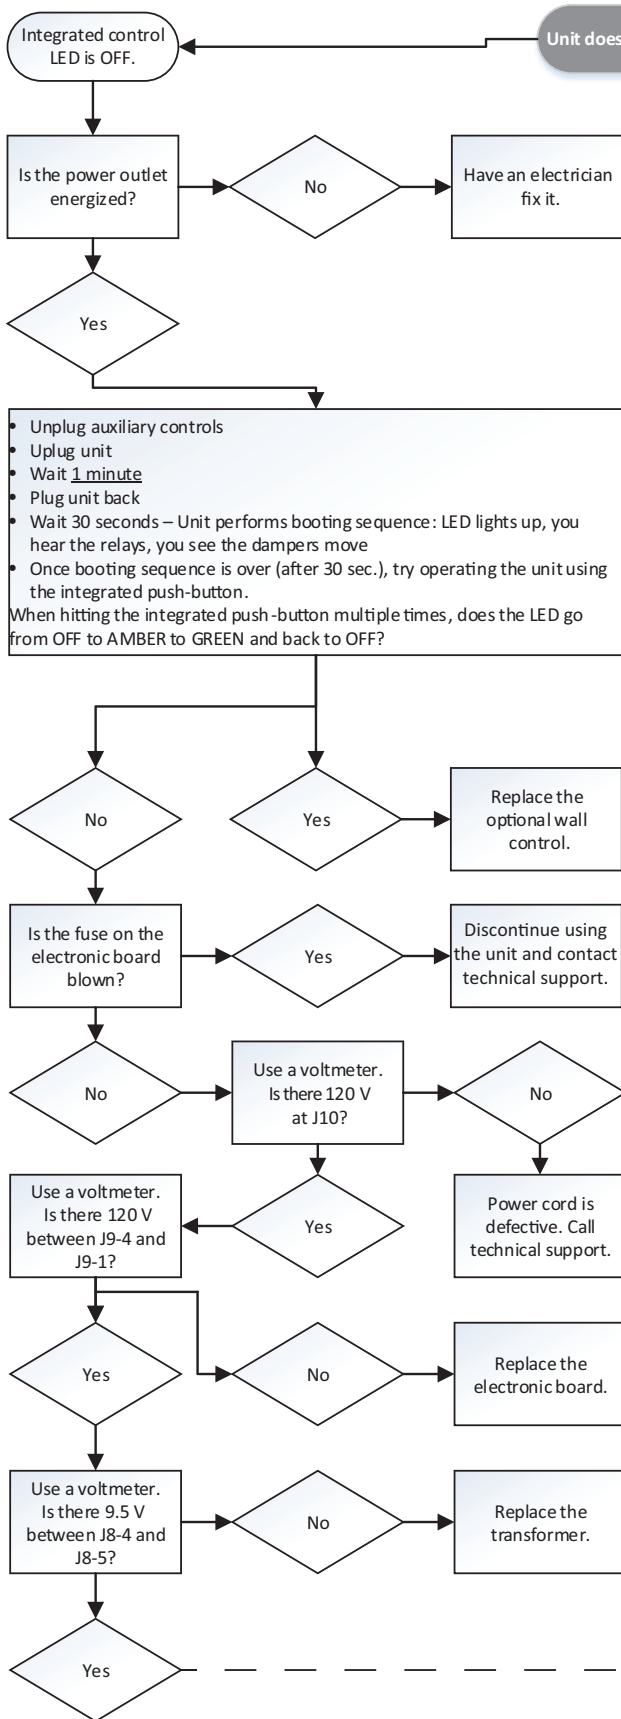 Integrated control
LED is OFF.
Unit does
Is the power outlet
energized?
No
Have an electrician
fix it.
Yes
• Unplug auxiliary controls
• Uplug unit
• Wait 1 minute
• Plug unit back
• Wait 30 seconds – Unit performs booting sequence: LED lights up, you
hear the relays, you see the dampers move
• Once booting sequence is over (after 30 sec.), try operating the unit using
the integrated push-button.
When hitting the integrated push-button multiple times, does the LED go
from OFF to AMBER to GREEN and back to OFF?
No
Yes
Replace the
optional wall
control.
Is the fuse on the
electronic board
blown?
Yes
Discontinue using
the unit and contact
technical support.
No
Use a voltmeter.
Is there 120 V
at J10?
No
Use a voltmeter.
Is there 120 V
between J9-4 and
J9-1?
Yes
Power cord is
defective. Call
technical support.
Yes
No
Replace the
electronic board.
Use a voltmeter.
Is there 9.5 V
between J8-4 and
J8-5?
No
Replace the
transformer.
Yes